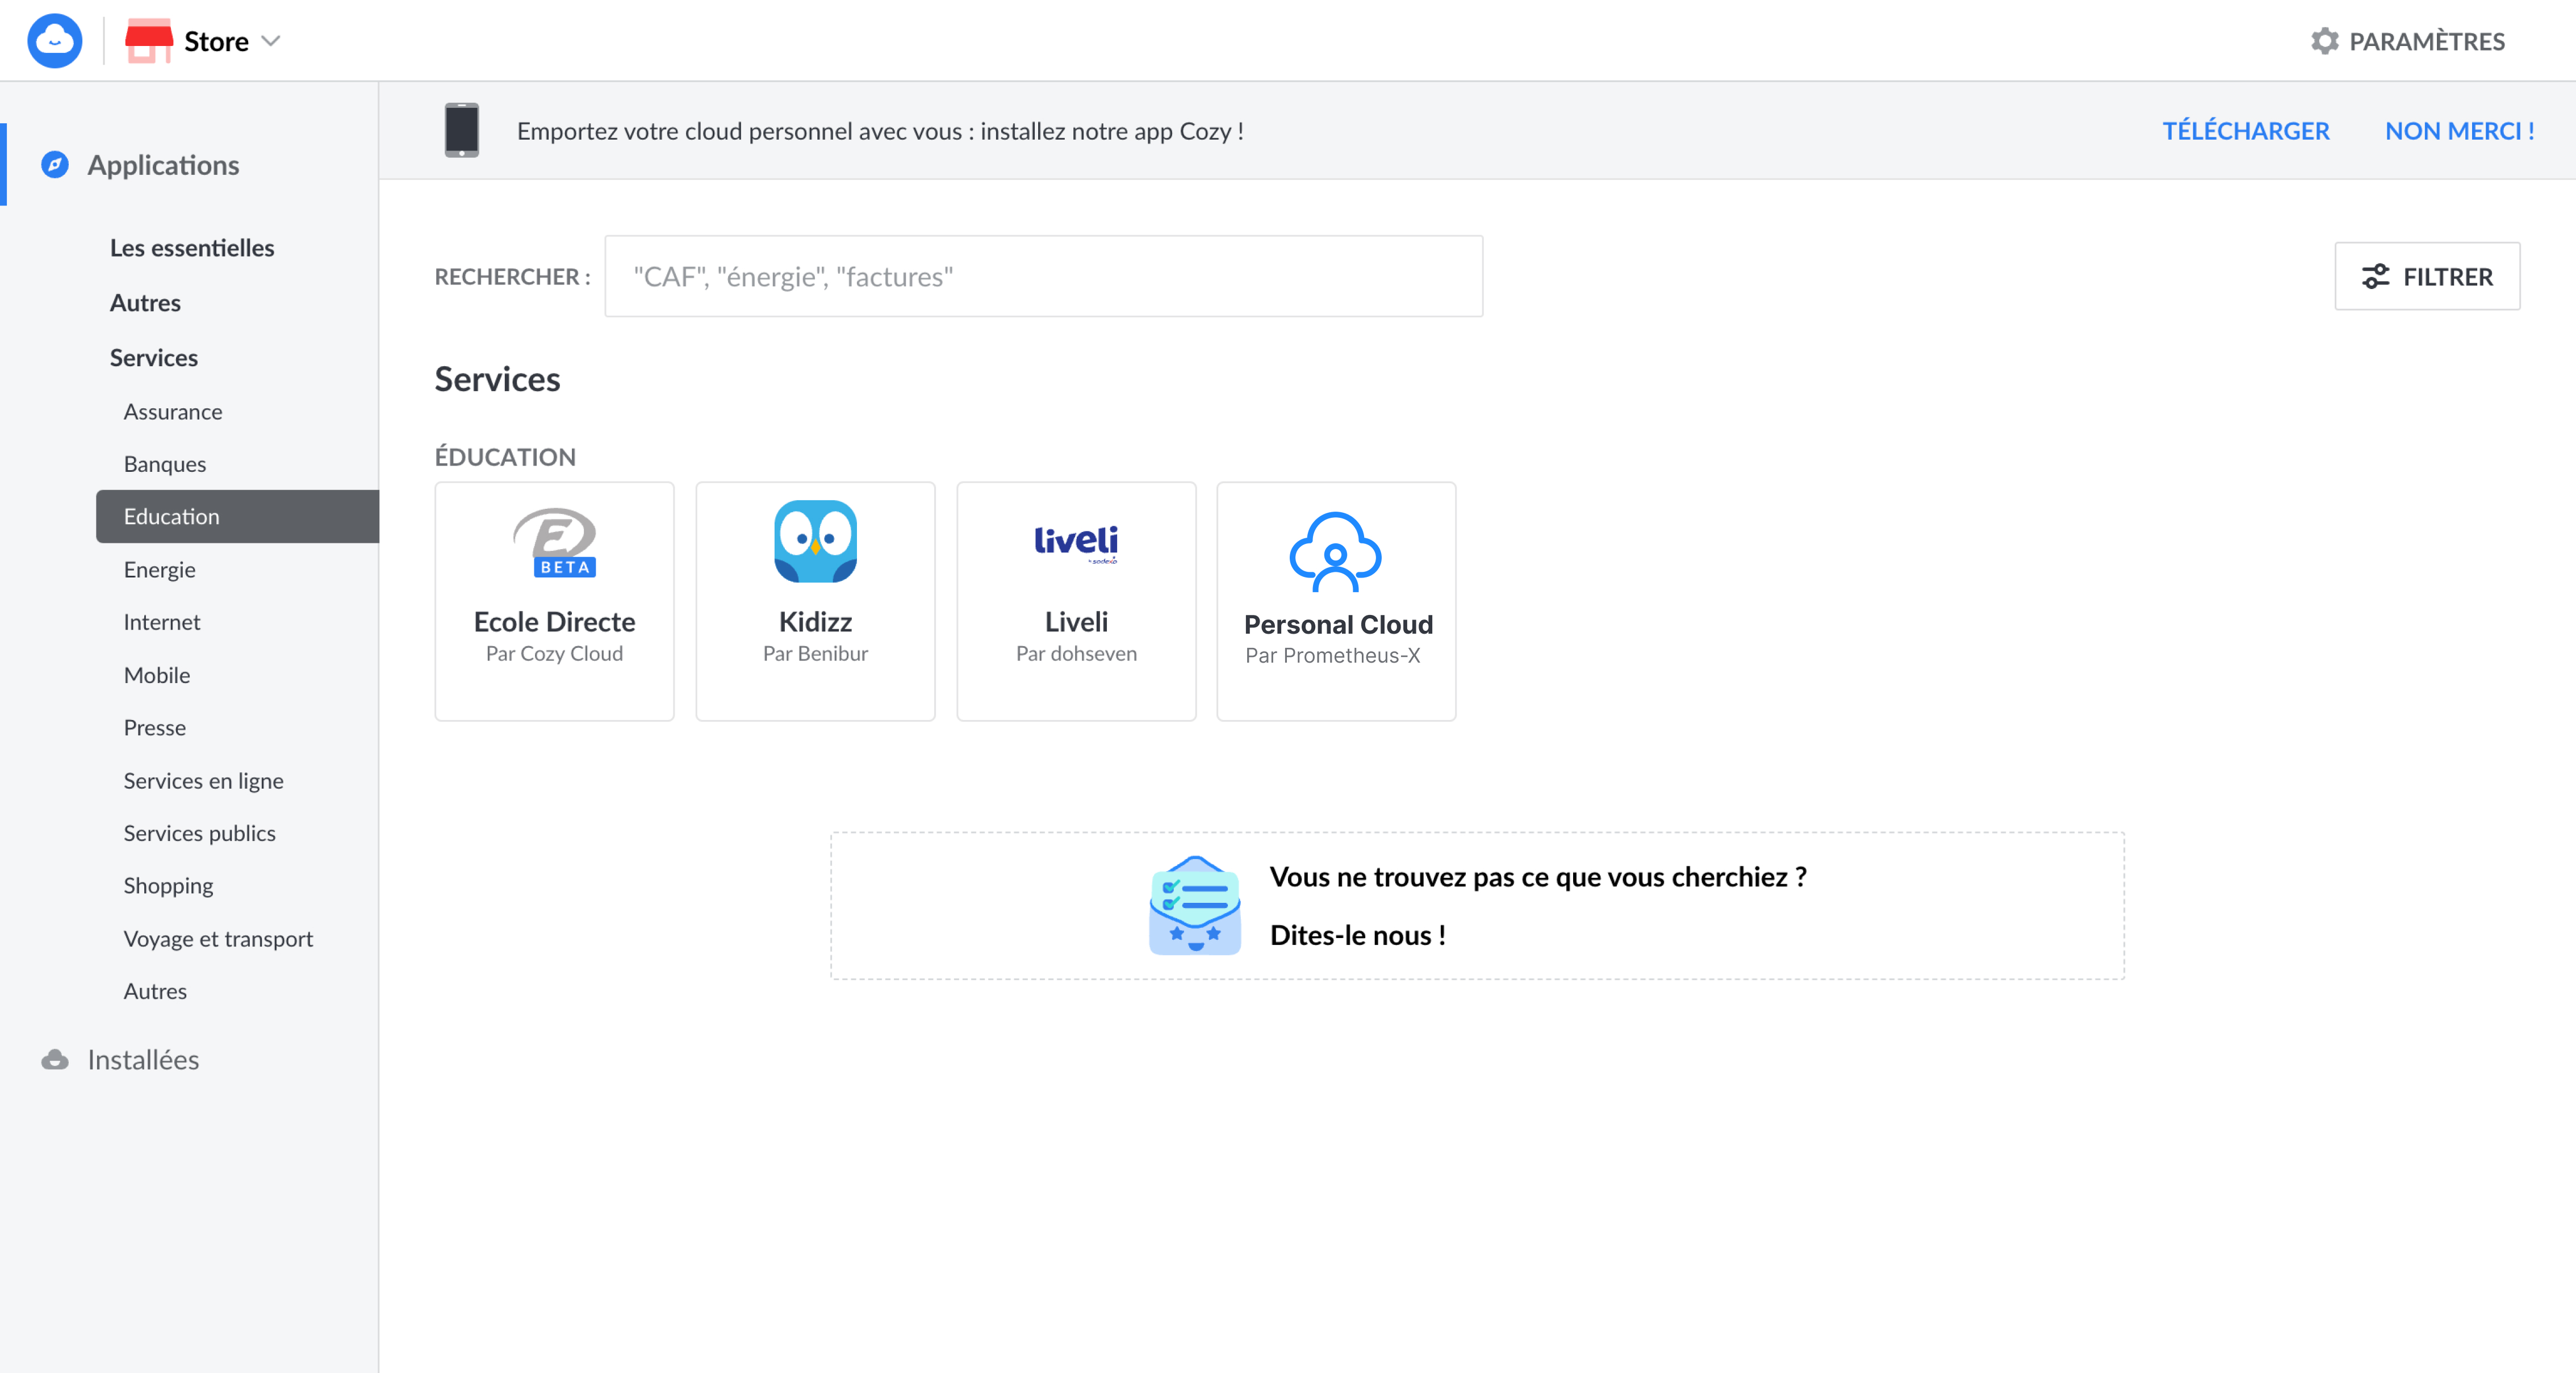 Store
PARAMÈTRES
Applications
Les essentielles
Autres
Services
Assurance
Banques
Education
Energie
Internet
Mobile
Presse
Services en ligne
Services publics
Shopping
Voyage et transport
Autres
Installées
Emportez votre cloud personnel avec vous : installez notre app Cozy !
TÉLÉCHARGER
NON MERCI !
RECHERCHER :
"CAF", "énergie", "factures"
FILTRER
Services
ÉDUCATION
E
BETA
Ecole Directe
Par Cozy Cloud
Kidizz
Par Benibur
liveli
sodexo
Liveli
Par dohseven
Personal Cloud
Par Prometheus-X
Vous ne trouvez pas ce que vous cherchiez ?
Dites-le nous !